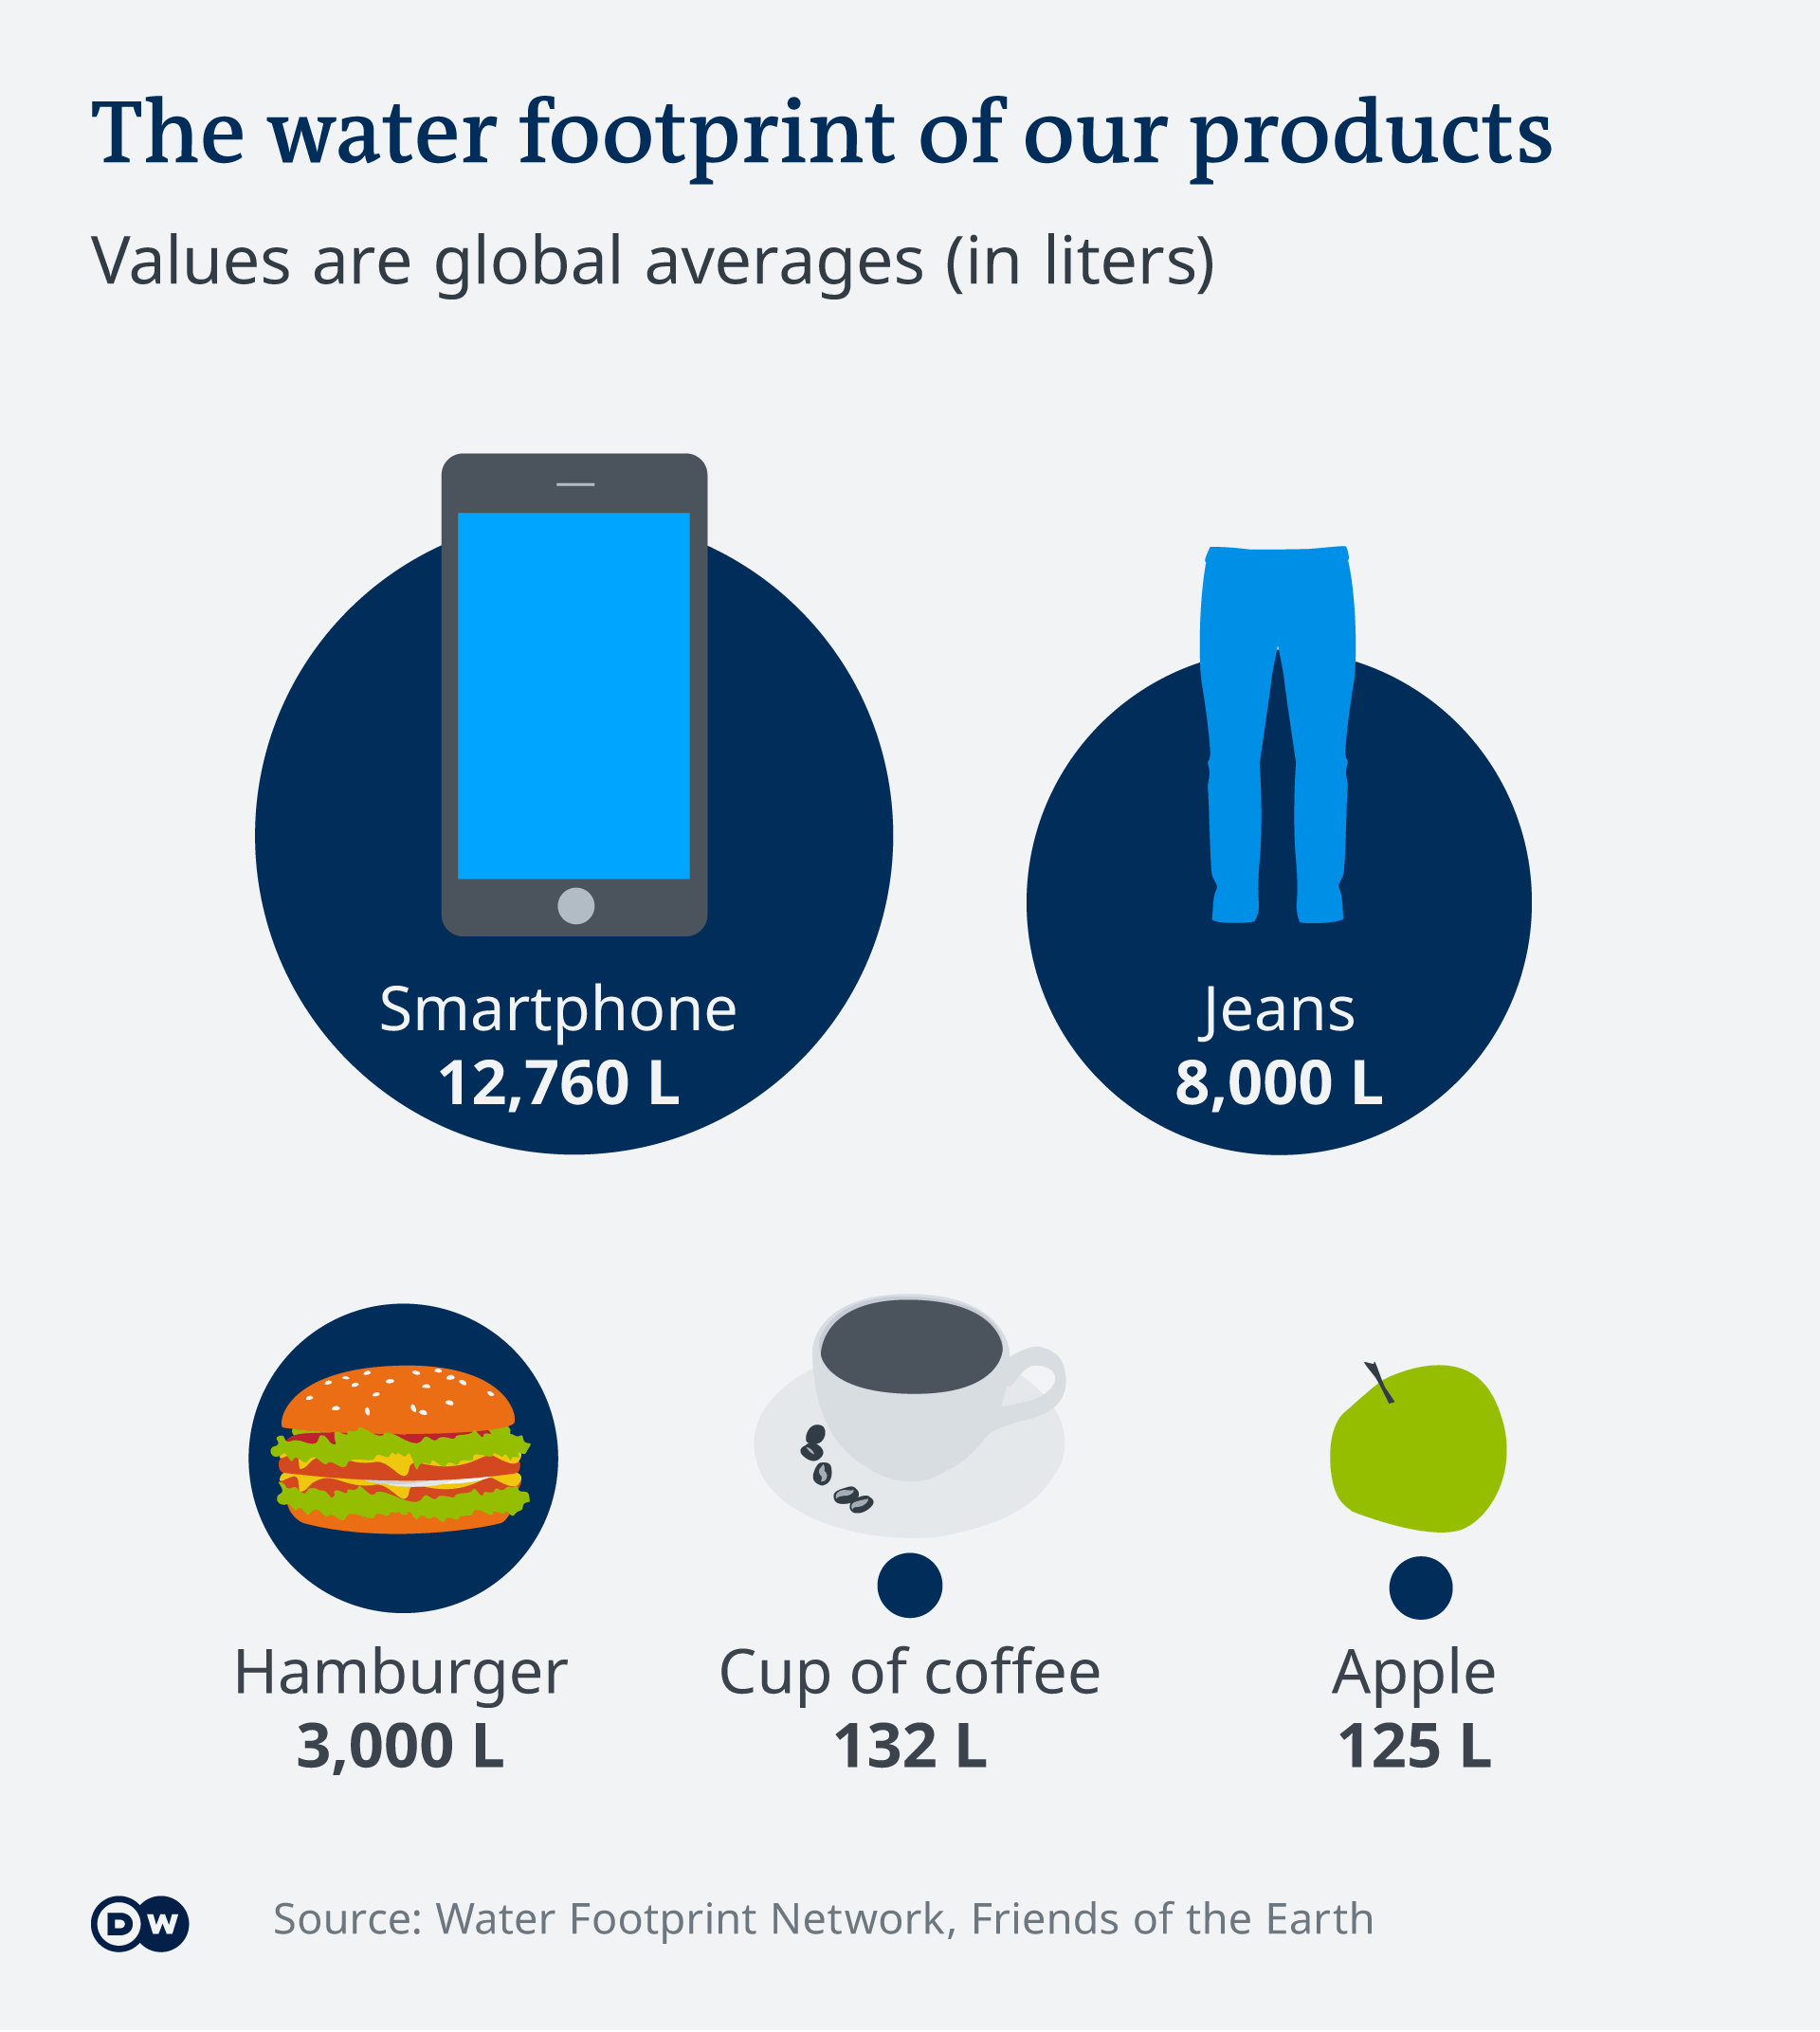 The water footprint of our products
Values are global averages (in liters)
Smartphone
12,760 L
Jeans
8,000 L
Hamburger
3,000 L
Cup of coffee
132 L
Apple
125 L
DW
Source: Water Footprint Network, Friends of the Earth